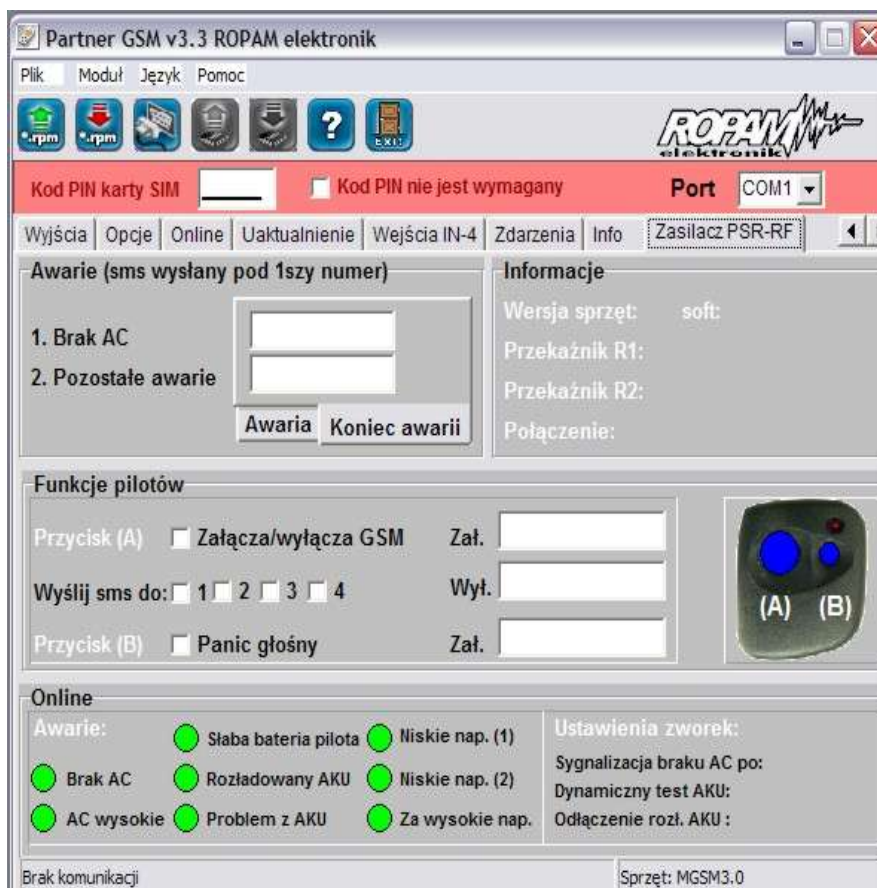 Partner GSM v3.3 ROPAM elektronik
Plik Moduł Język Pomoc
*.rpm *.rpm ? EXIT
ROPAM
elektronik
Kod PIN karty SIM Kod PIN nie jest wymagany Port COM1
Wyjścia Opcje Online Uaktualnienie Wejścia IN-4 Zdarzenia Info Zasilacz PSR-RF
Awarie (sms wysłany pod 1szy numer)
1. Brak AC
2. Pozostałe awarie
Awaria Koniec awarii
Informacje
Wersja sprzęt: soft:
Przekaźnik R1:
Przekaźnik R2:
Połączenie:
Funkcje pilotów
Przycisk (A) Załącza/wyłącza GSM Zał.
Wyślij sms do: 1 2 3 4 Wył.
Przycisk (B) Panic głośny Zał.
(A) (B)
Online
Awarie:
Słaba bateria pilota Niskie nap. (1)
Brak AC Rozładowany AKU Niskie nap. (2)
AC wysokie Problem z AKU Za wysokie nap.
Ustawienia zworek:
Sygnalizacja braku AC po:
Dynamiczny test AKU:
Odłączenie rozł. AKU :
Brak komunikacji Sprzęt: MGSM3.0